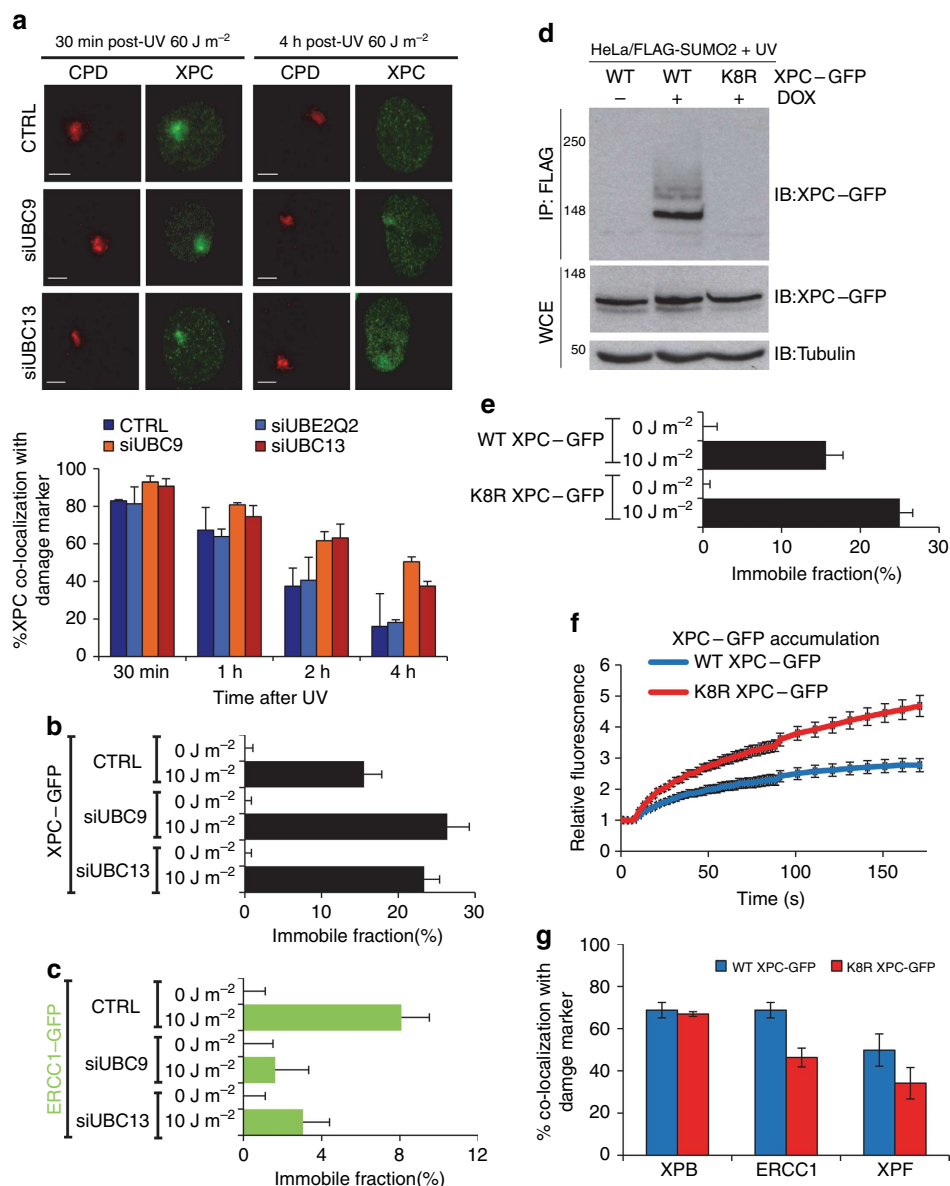 a
30 min post-UV 60 J m⁻²
4 h post-UV 60 J m⁻²
CPD XPC CPD XPC
CTRL
siUBC9
siUBC13
CTRL siUBE2Q2
siUBC9 siUBC13
%XPC co-localization with
damage marker
100
80
60
40
20
0
30 min 1 h 2 h 4 h
Time after UV
b
XPC–GFP
CTRL
0 J m⁻²
10 J m⁻²
siUBC9
0 J m⁻²
10 J m⁻²
siUBC13
0 J m⁻²
10 J m⁻²
0 10 20 30
Immobile fraction(%)
c
ERCC1–GFP
CTRL
0 J m⁻²
10 J m⁻²
siUBC9
0 J m⁻²
10 J m⁻²
siUBC13
0 J m⁻²
10 J m⁻²
0 4 8 12
Immobile fraction(%)
d
HeLa/FLAG-SUMO2 + UV
WT WT K8R XPC–GFP
– + + DOX
IP: FLAG
250
148
IB:XPC–GFP
WCE
148
IB:XPC–GFP
50
IB:Tubulin
e
WT XPC–GFP
0 J m⁻²
10 J m⁻²
K8R XPC–GFP
0 J m⁻²
10 J m⁻²
0 10 20 30
Immobile fraction(%)
f
XPC–GFP accumulation
WT XPC–GFP
K8R XPC–GFP
Relative fluorescnence
6
5
4
3
2
1
0
0 50 100 150
Time (s)
g
WT XPC-GFP K8R XPC-GFP
% co-localization with
damge marker
100
80
60
40
20
0
XPB ERCC1 XPF